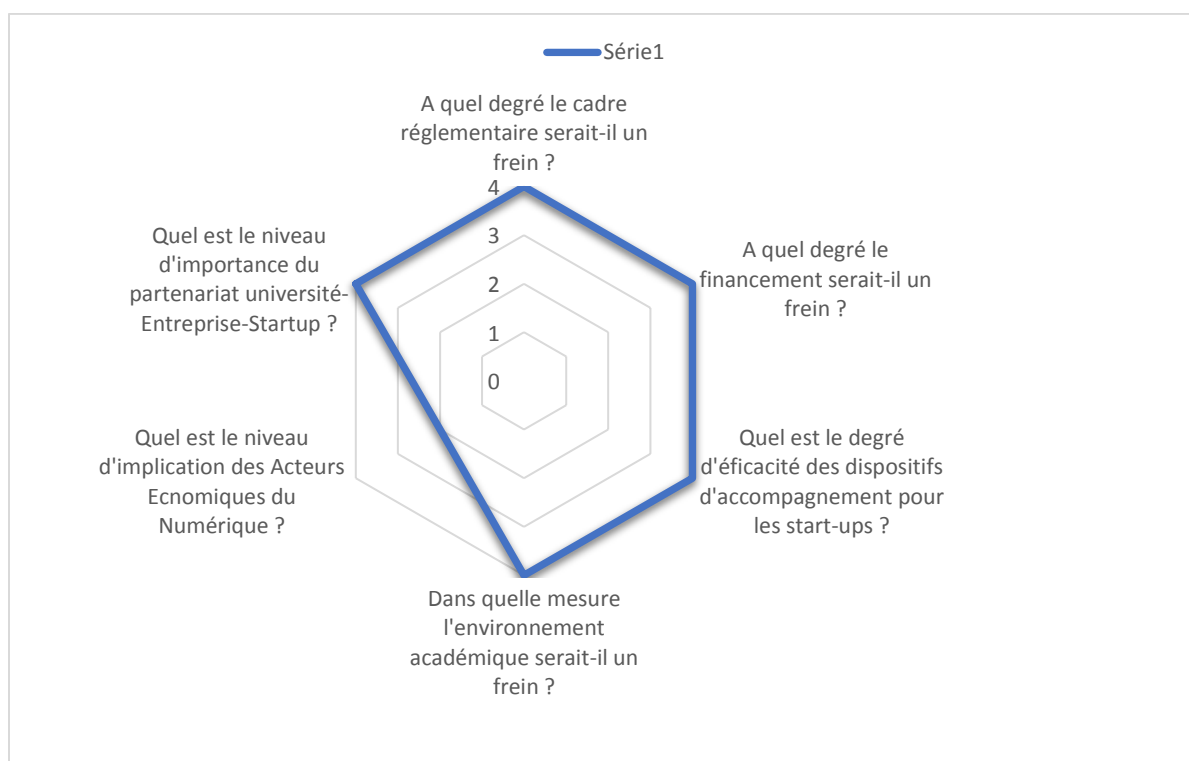 Série1
A quel degré le cadre
réglementaire serait-il un
frein ?
4
3
2
1
0
A quel degré le
financement serait-il un
frein ?
Quel est le degré
d'éficacité des dispositifs
d'accompagnement pour
les start-ups ?
Dans quelle mesure
l'environnement
académique serait-il un
frein ?
Quel est le niveau
d'implication des Acteurs
Ecnomiques du
Numérique ?
Quel est le niveau
d'importance du
partenariat université-
Entreprise-Startup ?